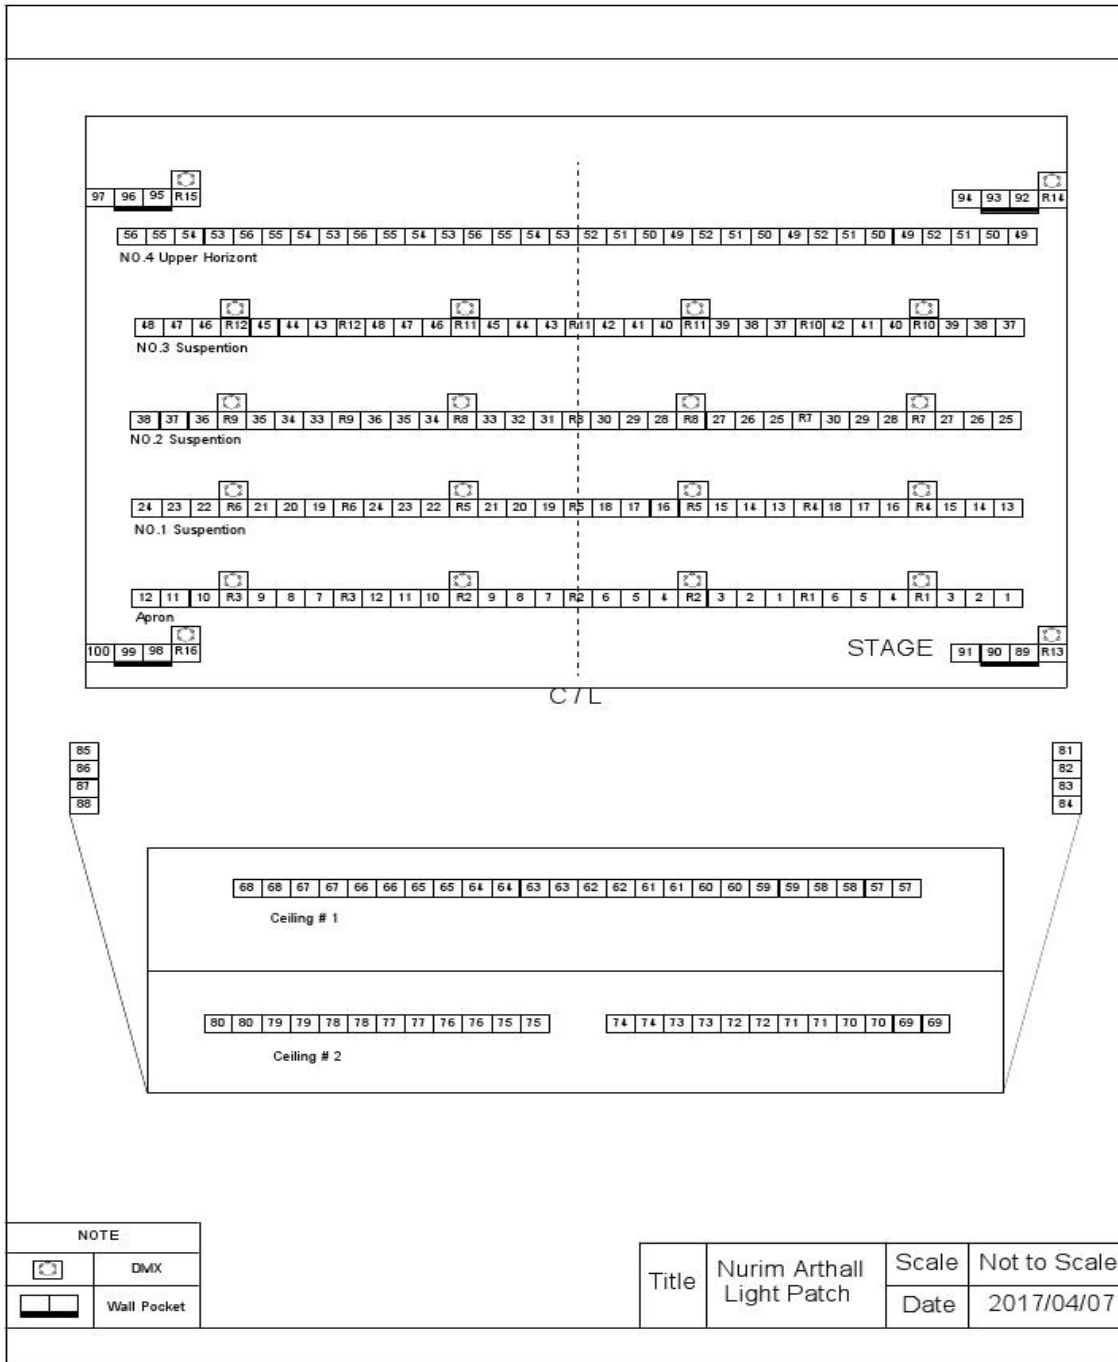 97 96 95 R15
94 93 92 R14
56 55 54 53 56 55 54 53 56 55 54 53 56 55 54 53 52 51 50 49 52 51 50 49 52 51 50 49 52 51 50 49
NO.4 Upper Horizont
48 47 46 R12 45 44 43 R12 48 47 46 R11 45 44 43 R11 42 41 40 R11 39 38 37 R10 42 41 40 R10 39 38 37
NO.3 Suspention
38 37 36 R9 35 34 33 R9 36 35 34 R8 33 32 31 R8 30 29 28 R8 27 26 25 R7 30 29 28 R7 27 26 25
NO.2 Suspention
24 23 22 R6 21 20 19 R6 24 23 22 R5 21 20 19 R5 18 17 16 R5 15 14 13 R4 18 17 16 R4 15 14 13
NO.1 Suspention
12 11 10 R3 9 8 7 R3 12 11 10 R2 9 8 7 R2 6 5 4 R2 3 2 1 R1 6 5 4 R1 3 2 1
Apron
100 99 98 R16
STAGE
91 90 89 R13
C/L
85
86
87
88
81
82
83
84
68 68 67 67 66 66 65 65 64 64 63 63 62 62 61 61 60 60 59 59 58 58 57 57
Ceiling # 1
80 80 79 79 78 78 77 77 76 76 75 75
74 74 73 73 72 72 71 71 70 70 69 69
Ceiling # 2
NOTE
DMX
Wall Pocket
Title
Nurim Arthall
Light Patch
Scale
Not to Scale
Date
2017/04/07